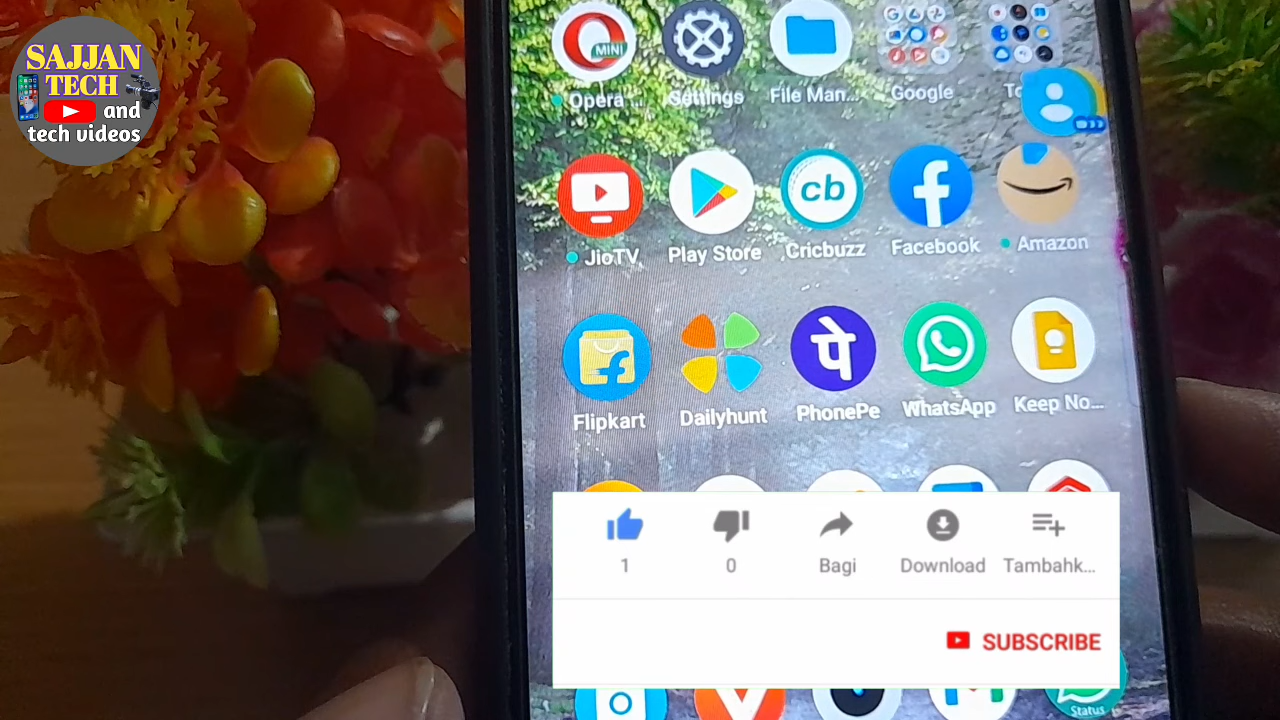 SAJJAN
TECH
and
tech videos
MINI
Opera ...
Settings
File Man...
Google
To
JioTV
Play Store
cb
Cricbuzz
Facebook
Amazon
Flipkart
Dailyhunt
पे
PhonePe
WhatsApp
Keep No...
1
0
Bagi
Download
Tambahk...
SUBSCRIBE
Status